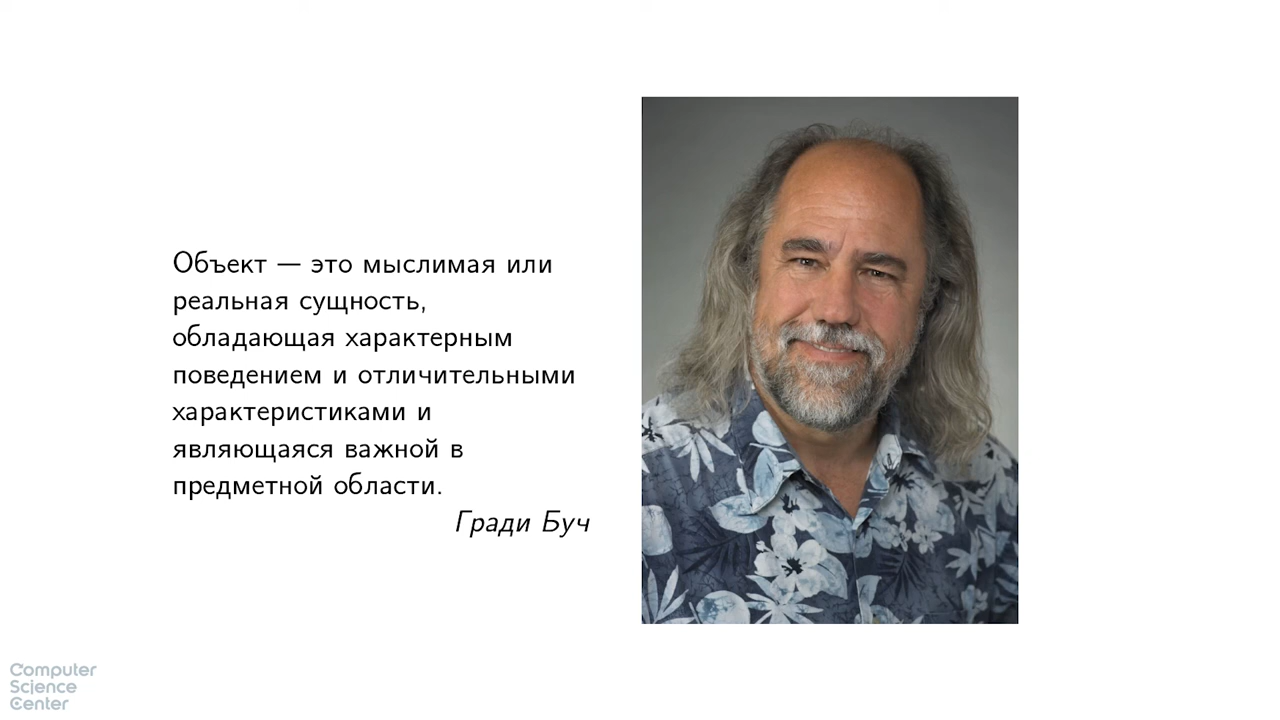 Объект — это мыслимая или
реальная сущность,
обладающая характерным
поведением и отличительными
характеристиками и
являющаяся важной в
предметной области.
Гради Буч
Computer
Science
Center